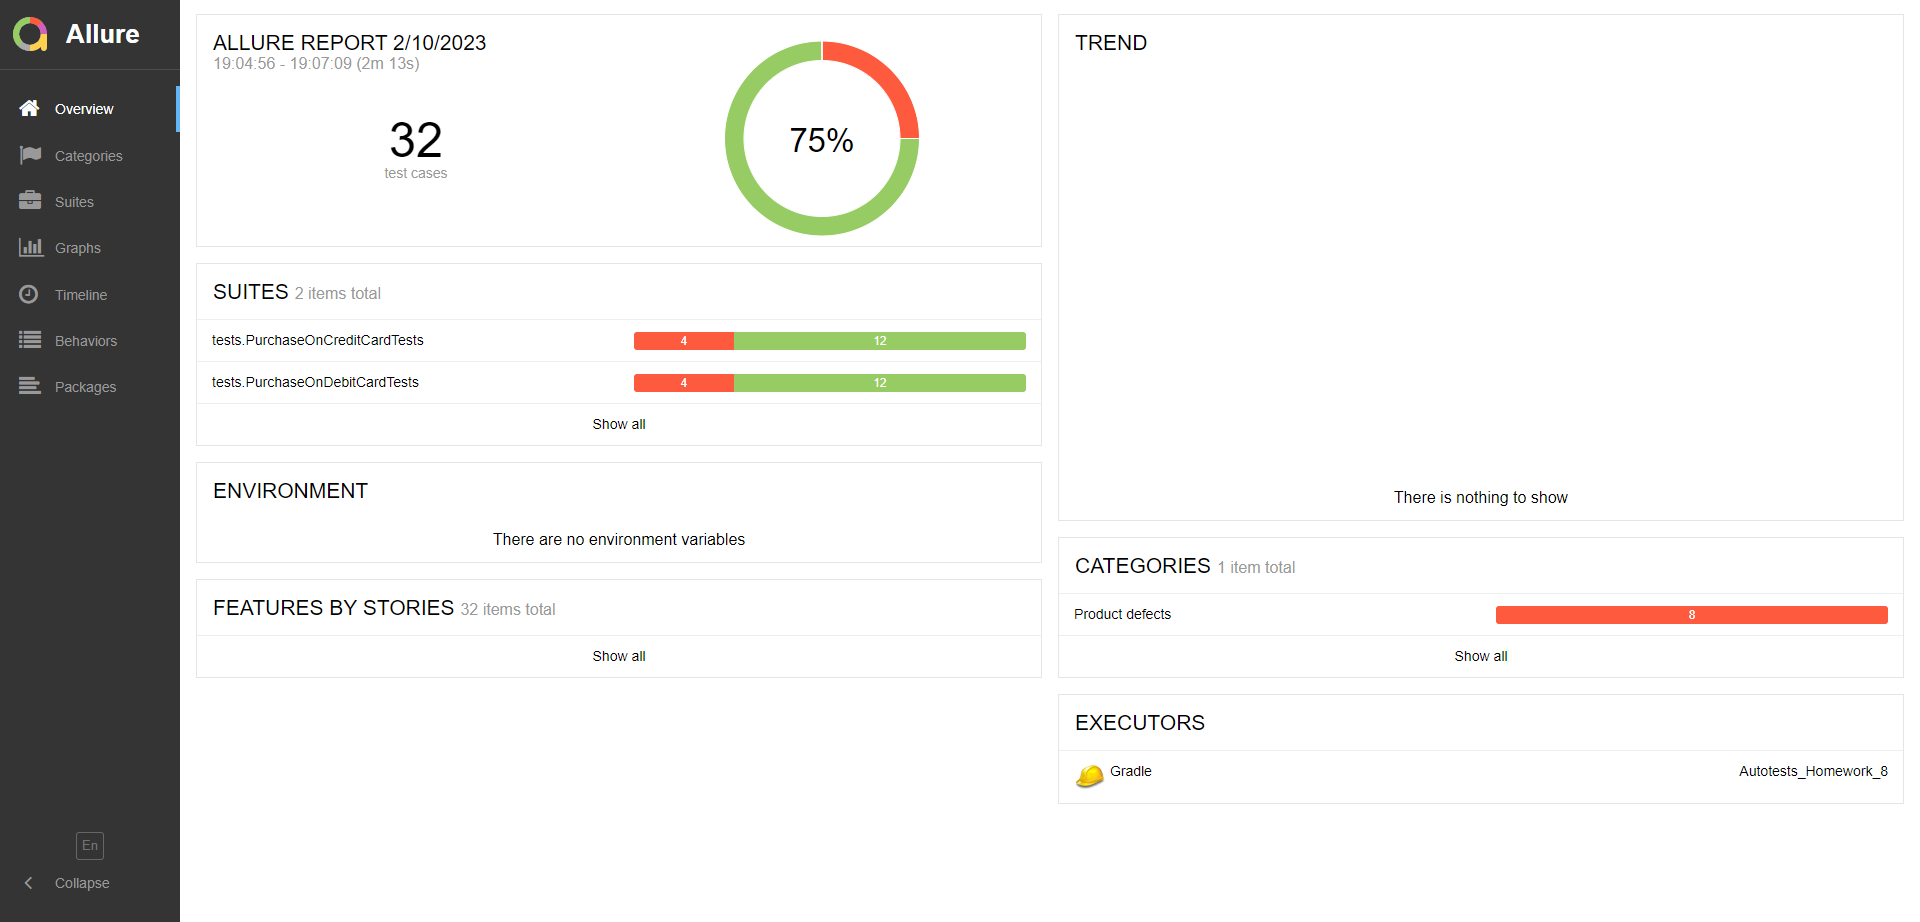 Allure
Overview
Categories
Suites
Graphs
Timeline
Behaviors
Packages
En
Collapse
ALLURE REPORT 2/10/2023
19:04:56 - 19:07:09 (2m 13s)
32
test cases
75%
SUITES 2 items total
tests.PurchaseOnCreditCardTests 4 12
tests.PurchaseOnDebitCardTests 4 12
Show all
ENVIRONMENT
There are no environment variables
FEATURES BY STORIES 32 items total
Show all
TREND
There is nothing to show
CATEGORIES 1 item total
Product defects 8
Show all
EXECUTORS
Gradle Autotests_Homework_8